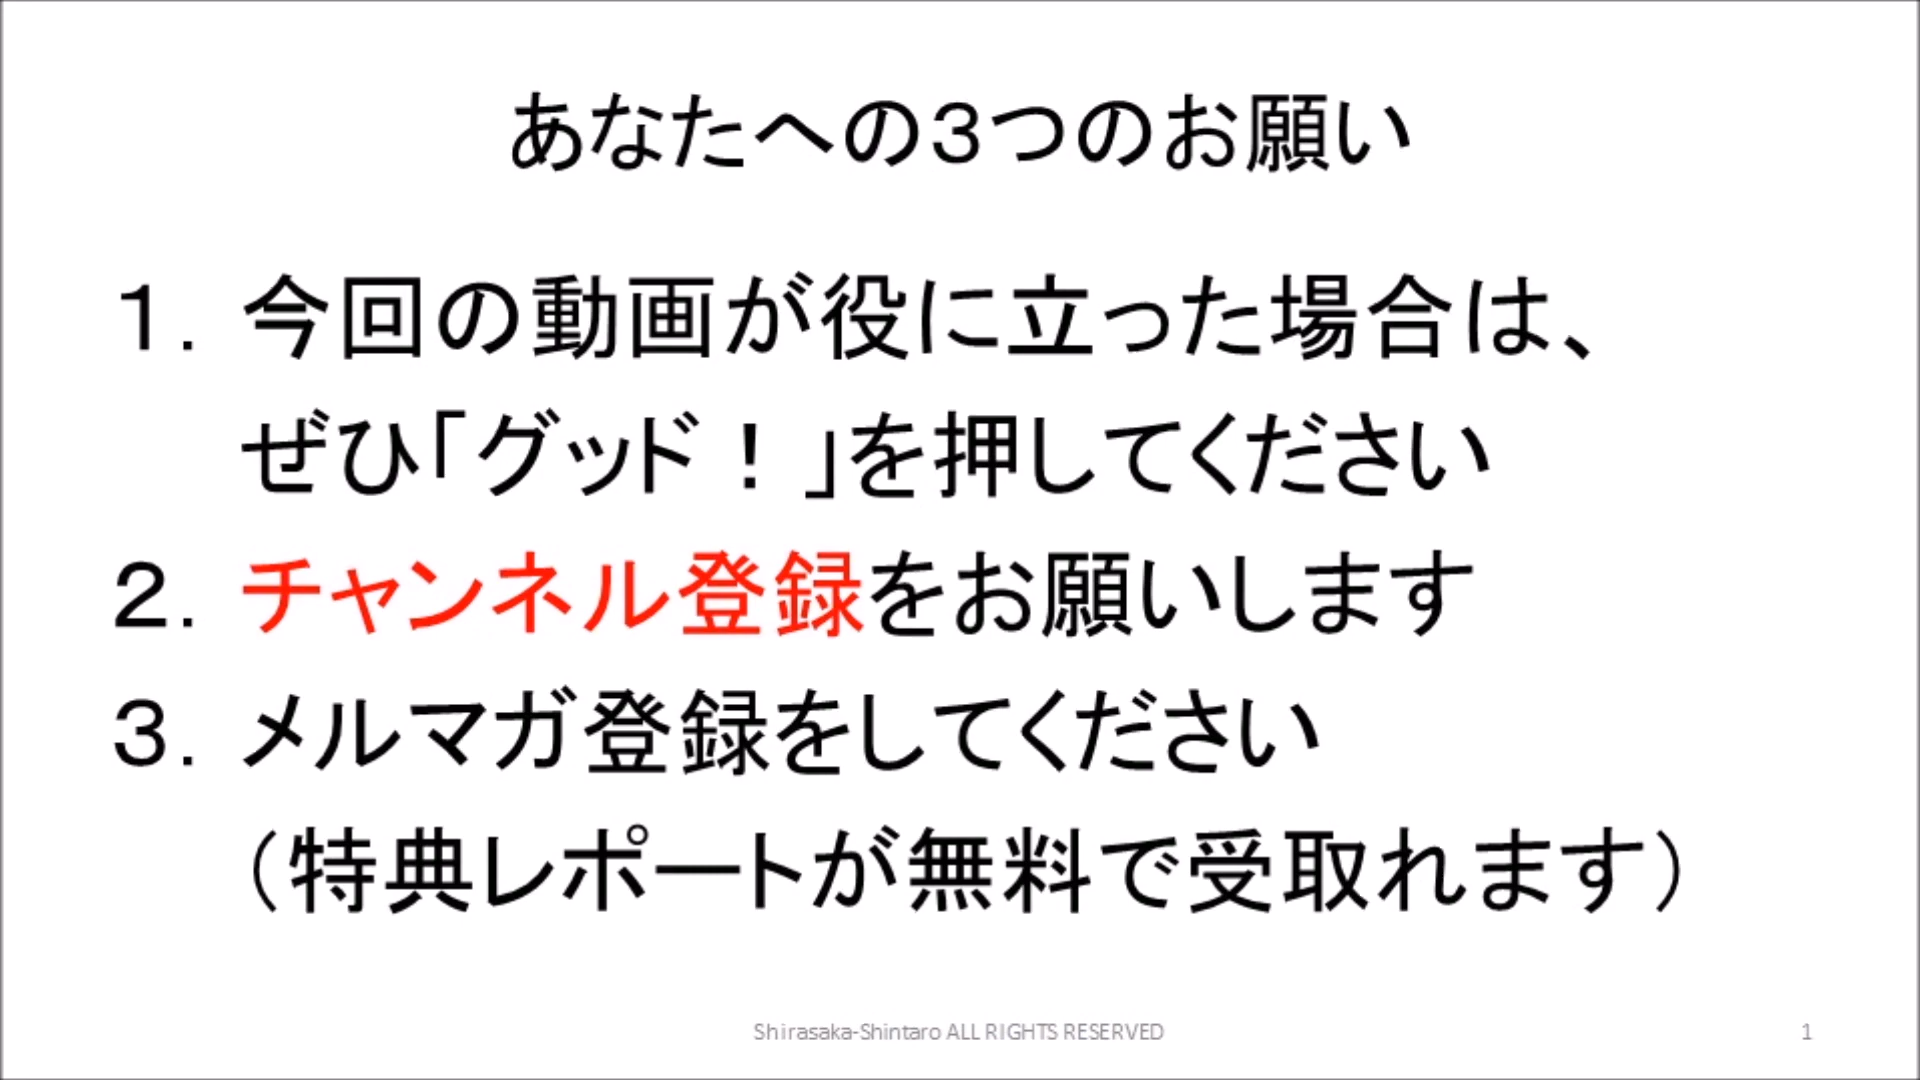 あなたへの３つのお願い
１．今回の動画が役に立った場合は、
ぜひ「グッド！」を押してください
２．チャンネル登録をお願いします
３．メルマガ登録をしてください
（特典レポートが無料で受取れます）
Shirasaka-Shintaro ALL RIGHTS RESERVED
1